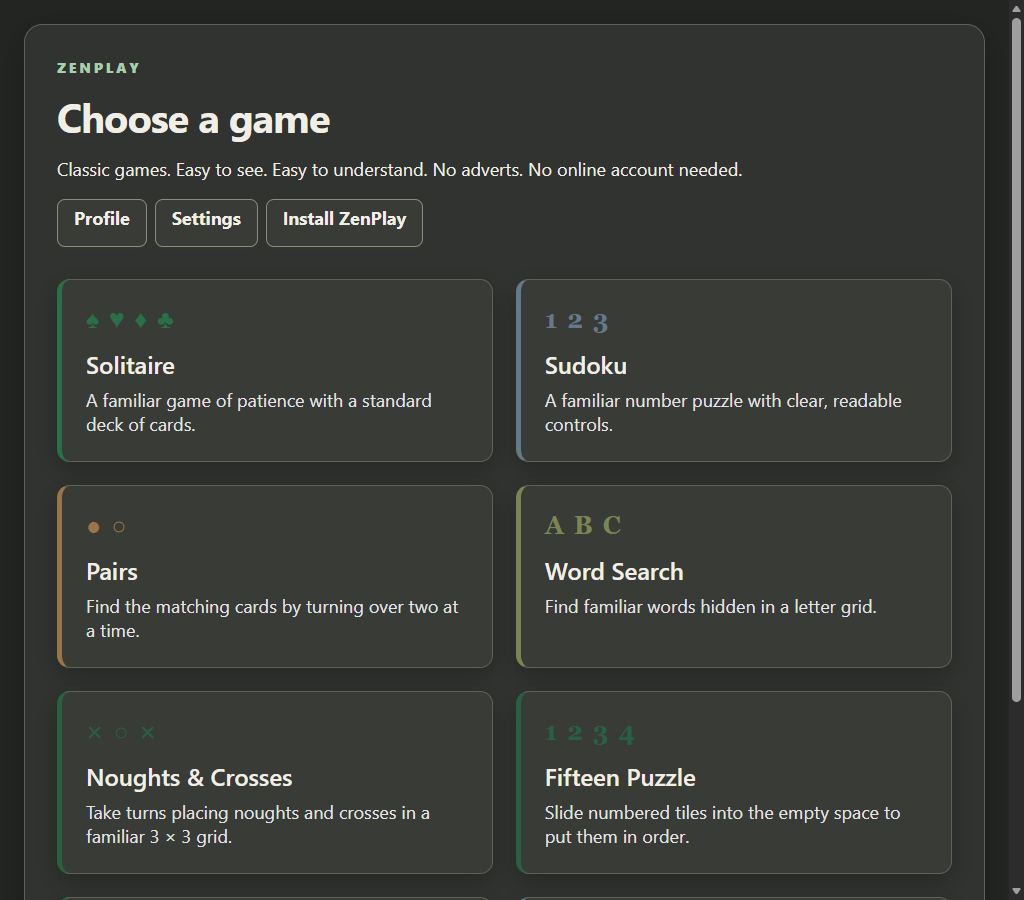 ZENPLAY
Choose a game
Classic games. Easy to see. Easy to understand. No adverts. No online account needed.
Profile Settings Install ZenPlay
♠ ♥ ♦ ♣
Solitaire
A familiar game of patience with a standard
deck of cards.
1 2 3
Sudoku
A familiar number puzzle with clear, readable
controls.
● ○
Pairs
Find the matching cards by turning over two at
a time.
A B C
Word Search
Find familiar words hidden in a letter grid.
× ○ ×
Noughts & Crosses
Take turns placing noughts and crosses in a
familiar 3 × 3 grid.
1 2 3 4
Fifteen Puzzle
Slide numbered tiles into the empty space to
put them in order.